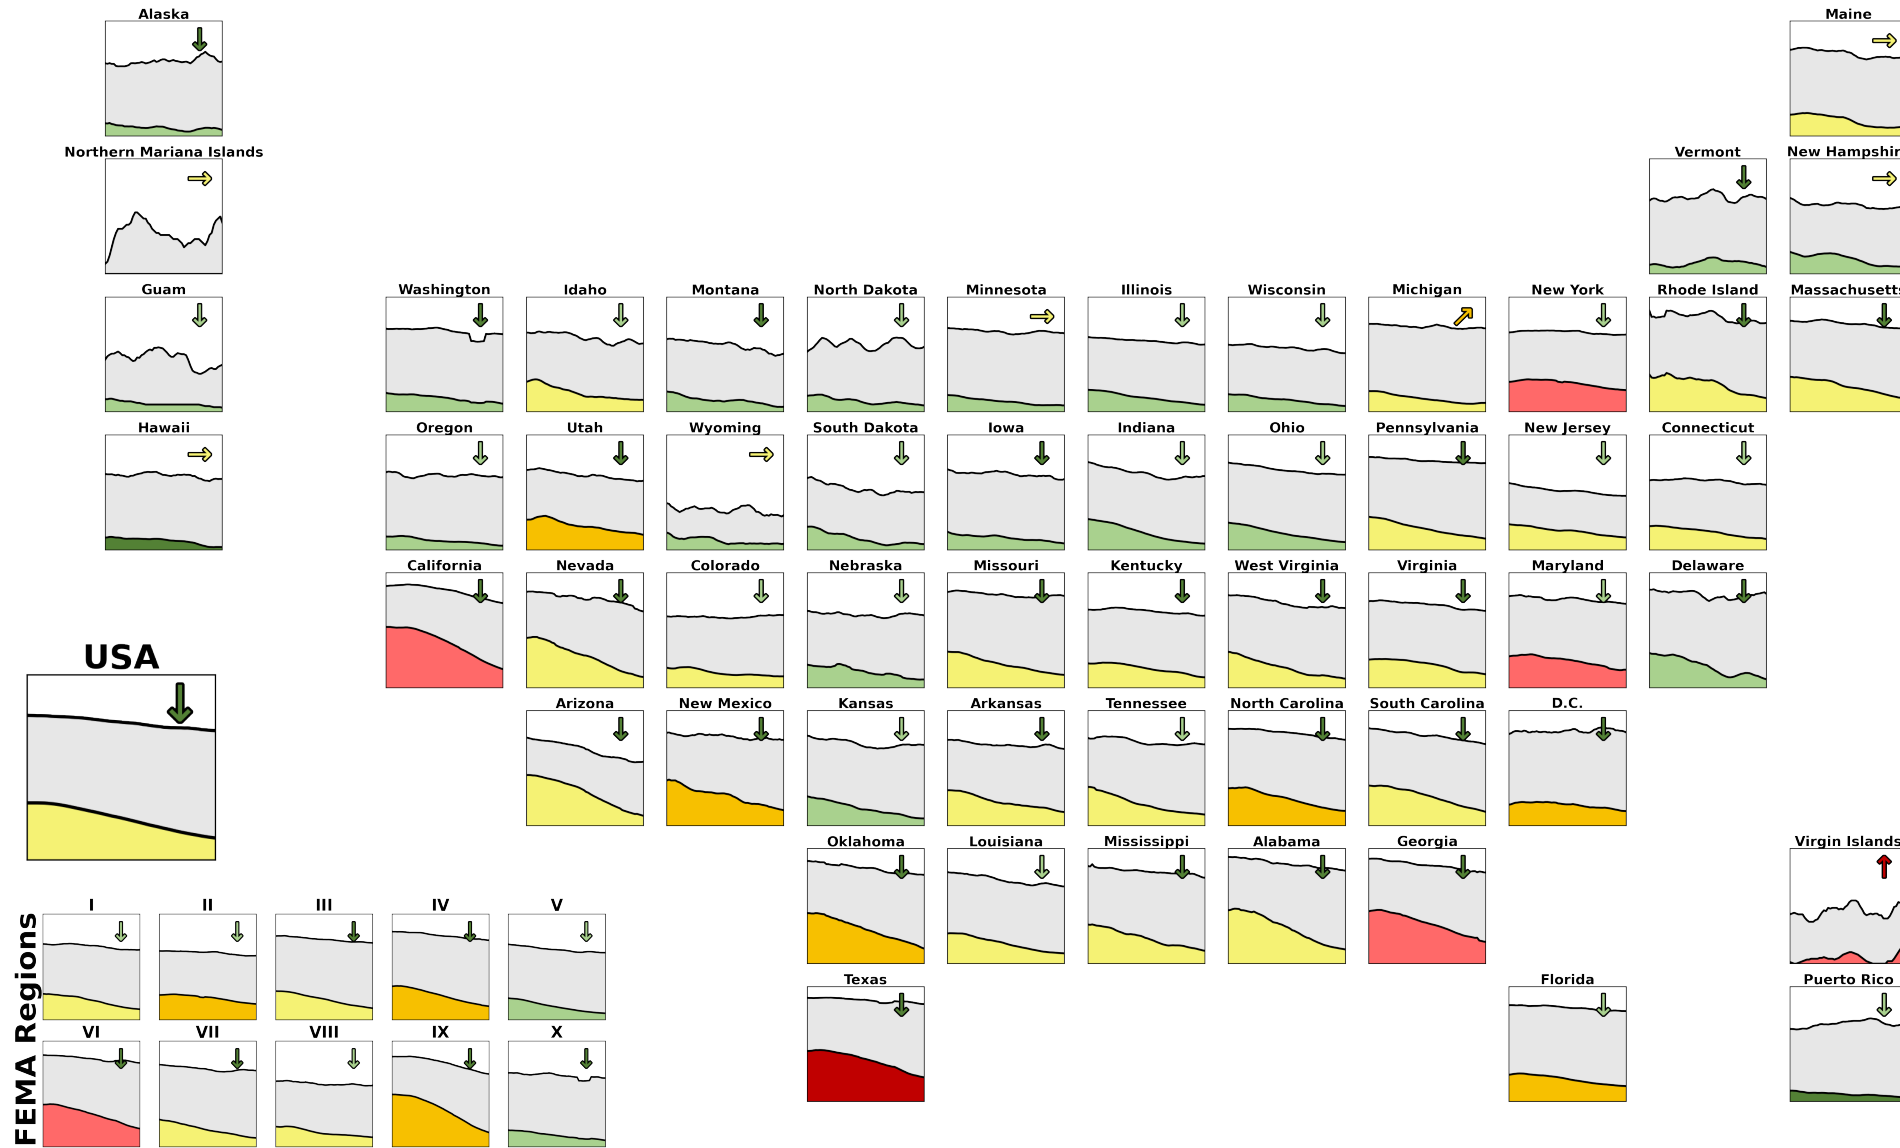 Alaska
Maine
Northern Mariana Islands
Vermont
New Hampshir
Guam
Washington
Idaho
Montana
North Dakota
Minnesota
Illinois
Wisconsin
Michigan
New York
Rhode Island
Massachusetts
Hawaii
Oregon
Utah
Wyoming
South Dakota
Iowa
Indiana
Ohio
Pennsylvania
New Jersey
Connecticut
California
Nevada
Colorado
Nebraska
Missouri
Kentucky
West Virginia
Virginia
Maryland
Delaware
USA
Arizona
New Mexico
Kansas
Arkansas
Tennessee
North Carolina
South Carolina
D.C.
Oklahoma
Louisiana
Mississippi
Alabama
Georgia
Virgin Islands
FEMA Regions
I
II
III
IV
V
Texas
Florida
Puerto Rico
VI
VII
VIII
IX
X